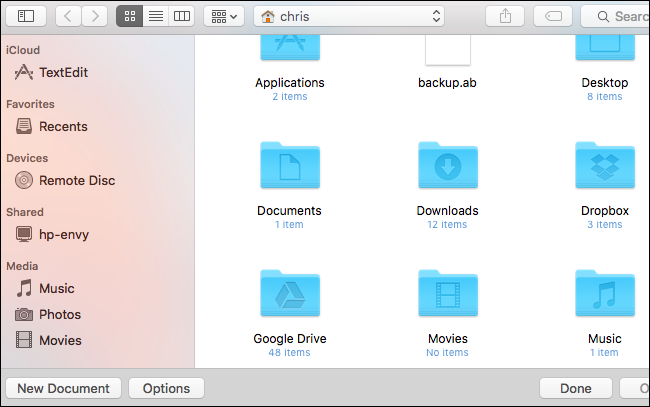 chris
Searc
iCloud
TextEdit
Favorites
Recents
Devices
Remote Disc
Shared
hp-envy
Media
Music
Photos
Movies
Applications
2 items
backup.ab
Desktop
8 items
Documents
1 item
Downloads
12 items
Dropbox
3 items
Google Drive
48 items
Movies
No items
Music
1 item
New Document
Options
Done
O